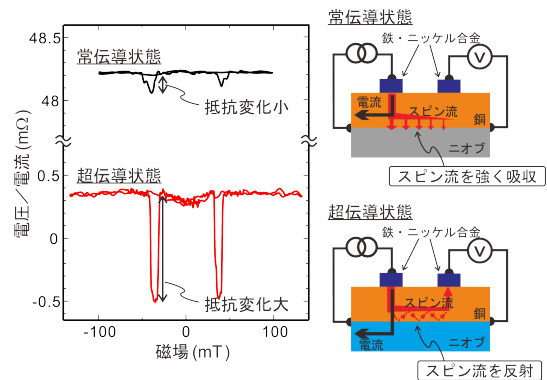 48.5
常伝導状態
48
抵抗変化小
電圧／電流 (mΩ)
超伝導状態
0.5
0
抵抗変化大
-0.5
-100
0
100
磁場 (mT)
常伝導状態
鉄・ニッケル合金
V
電流
スピン流
銅
ニオブ
スピン流を強く吸収
超伝導状態
鉄・ニッケル合金
V
スピン流
銅
電流
ニオブ
スピン流を反射